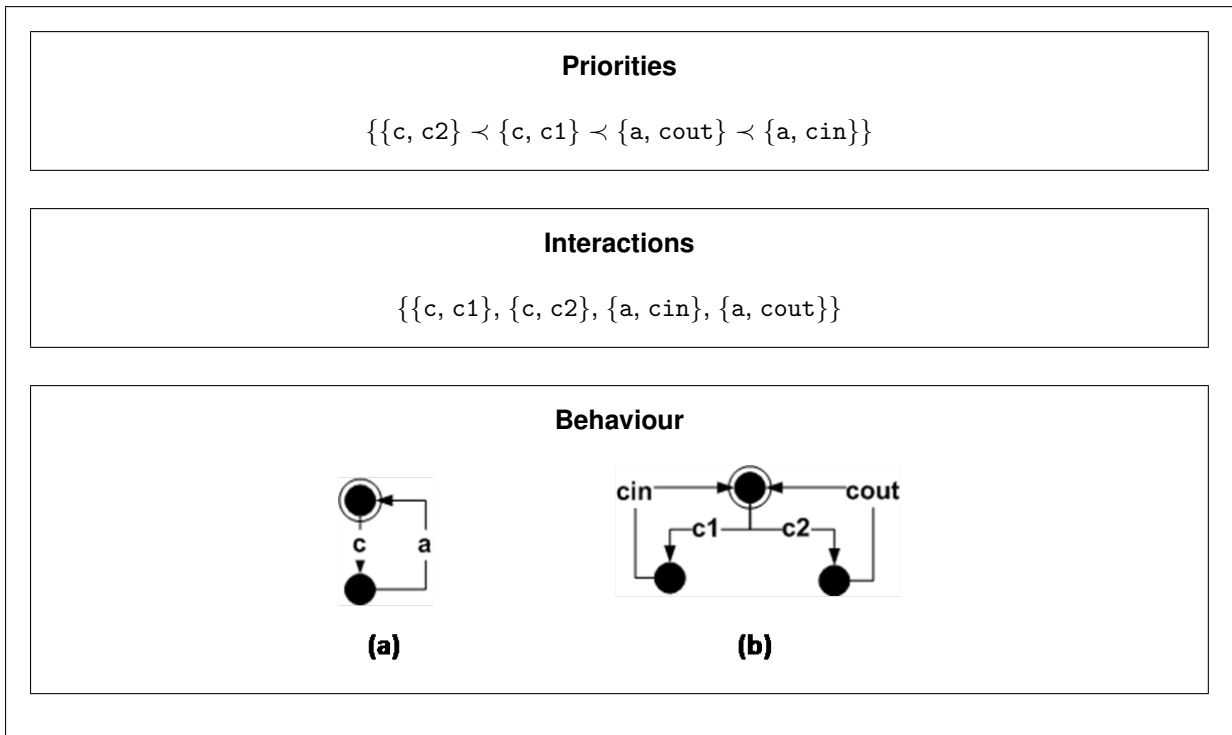 Priorities
{{c, c2} ≺ {c, c1} ≺ {a, cout} ≺ {a, cin}}
Interactions
{{c, c1}, {c, c2}, {a, cin}, {a, cout}}
Behaviour
cin cout
c1 c2
c a
(a) (b)